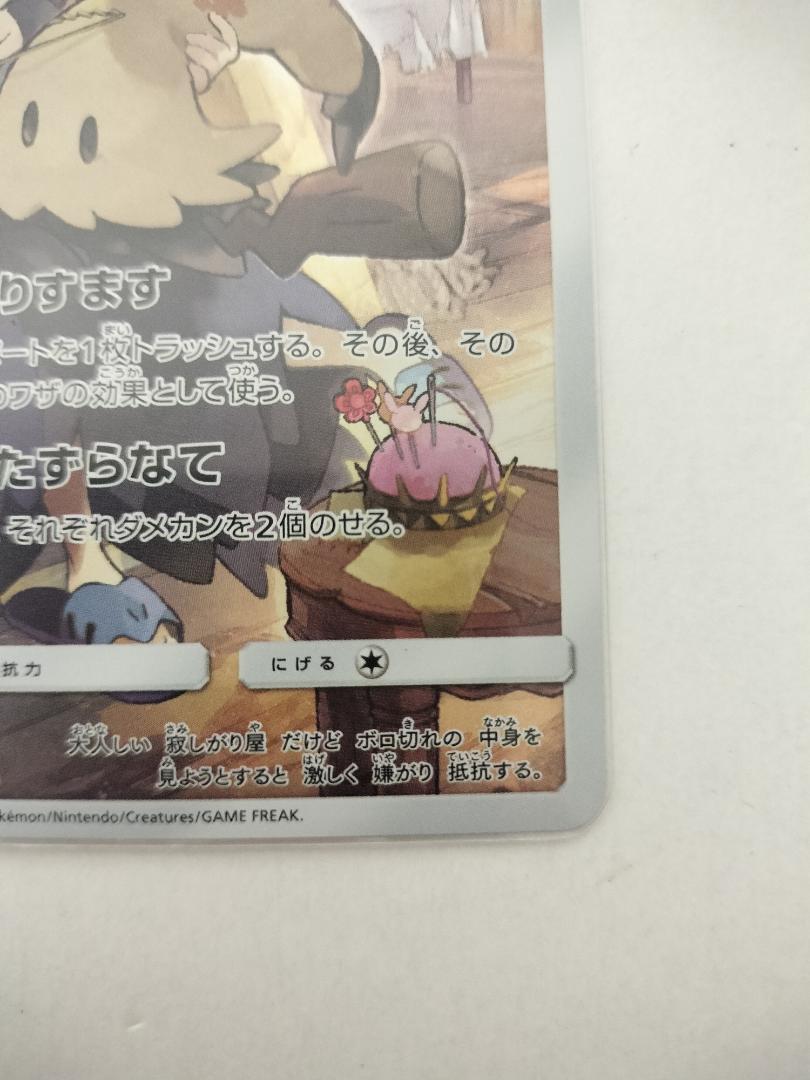 りすます
ートを1枚トラッシュする。その後、その
のワザの効果として使う。
たずらなて
それぞれダメカンを2個のせる。
抗力
にげる
大人しい 寂しがり屋 だけど ボロ切れの 中身を
見ようとすると 激しく 嫌がり 抵抗する。
kémon/Nintendo/Creatures/GAME FREAK.